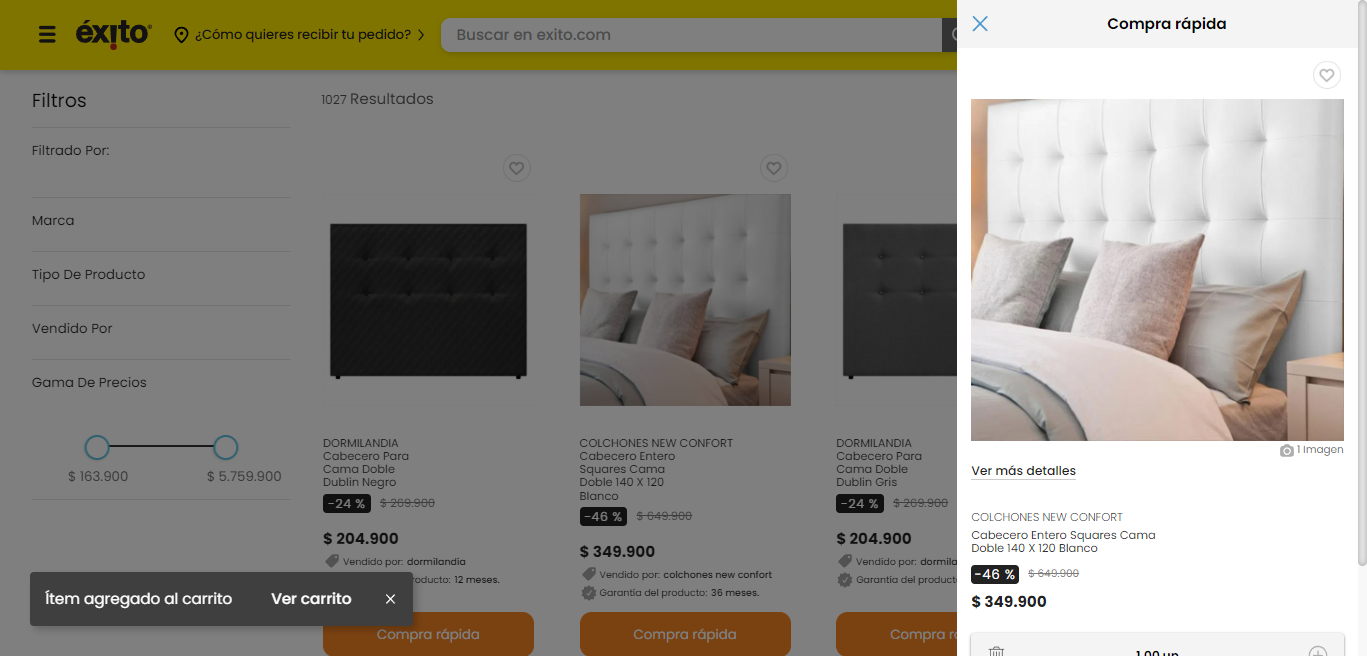 éxito
¿Cómo quieres recibir tu pedido?
Buscar en exito.com
Compra rápida
Filtros
1027 Resultados
Filtrado Por:
Marca
Tipo De Producto
Vendido Por
Gama De Precios
$ 163.900
$ 5.759.900
DORMILANDIA
Cabecero Para
Cama Doble
Dublin Negro
-24 %
$ 269.900
$ 204.900
Vendido por: dormilandia
oducto: 12 meses.
Compra rápida
COLCHONES NEW CONFORT
Cabecero Entero
Squares Cama
Doble 140 X 120
Blanco
-46 %
$ 649.900
$ 349.900
Vendido por: colchones new confort
Garantía del producto: 36 meses.
Compra rápida
DORMILANDIA
Cabecero Para
Cama Doble
Dublin Gris
-24 %
$ 269.900
$ 204.900
Vendido por: dormila
Garantía del product
Compra r
Ítem agregado al carrito
Ver carrito
1 Imagen
Ver más detalles
COLCHONES NEW CONFORT
Cabecero Entero Squares Cama
Doble 140 X 120 Blanco
-46 %
$ 649.900
$ 349.900
1.00 un